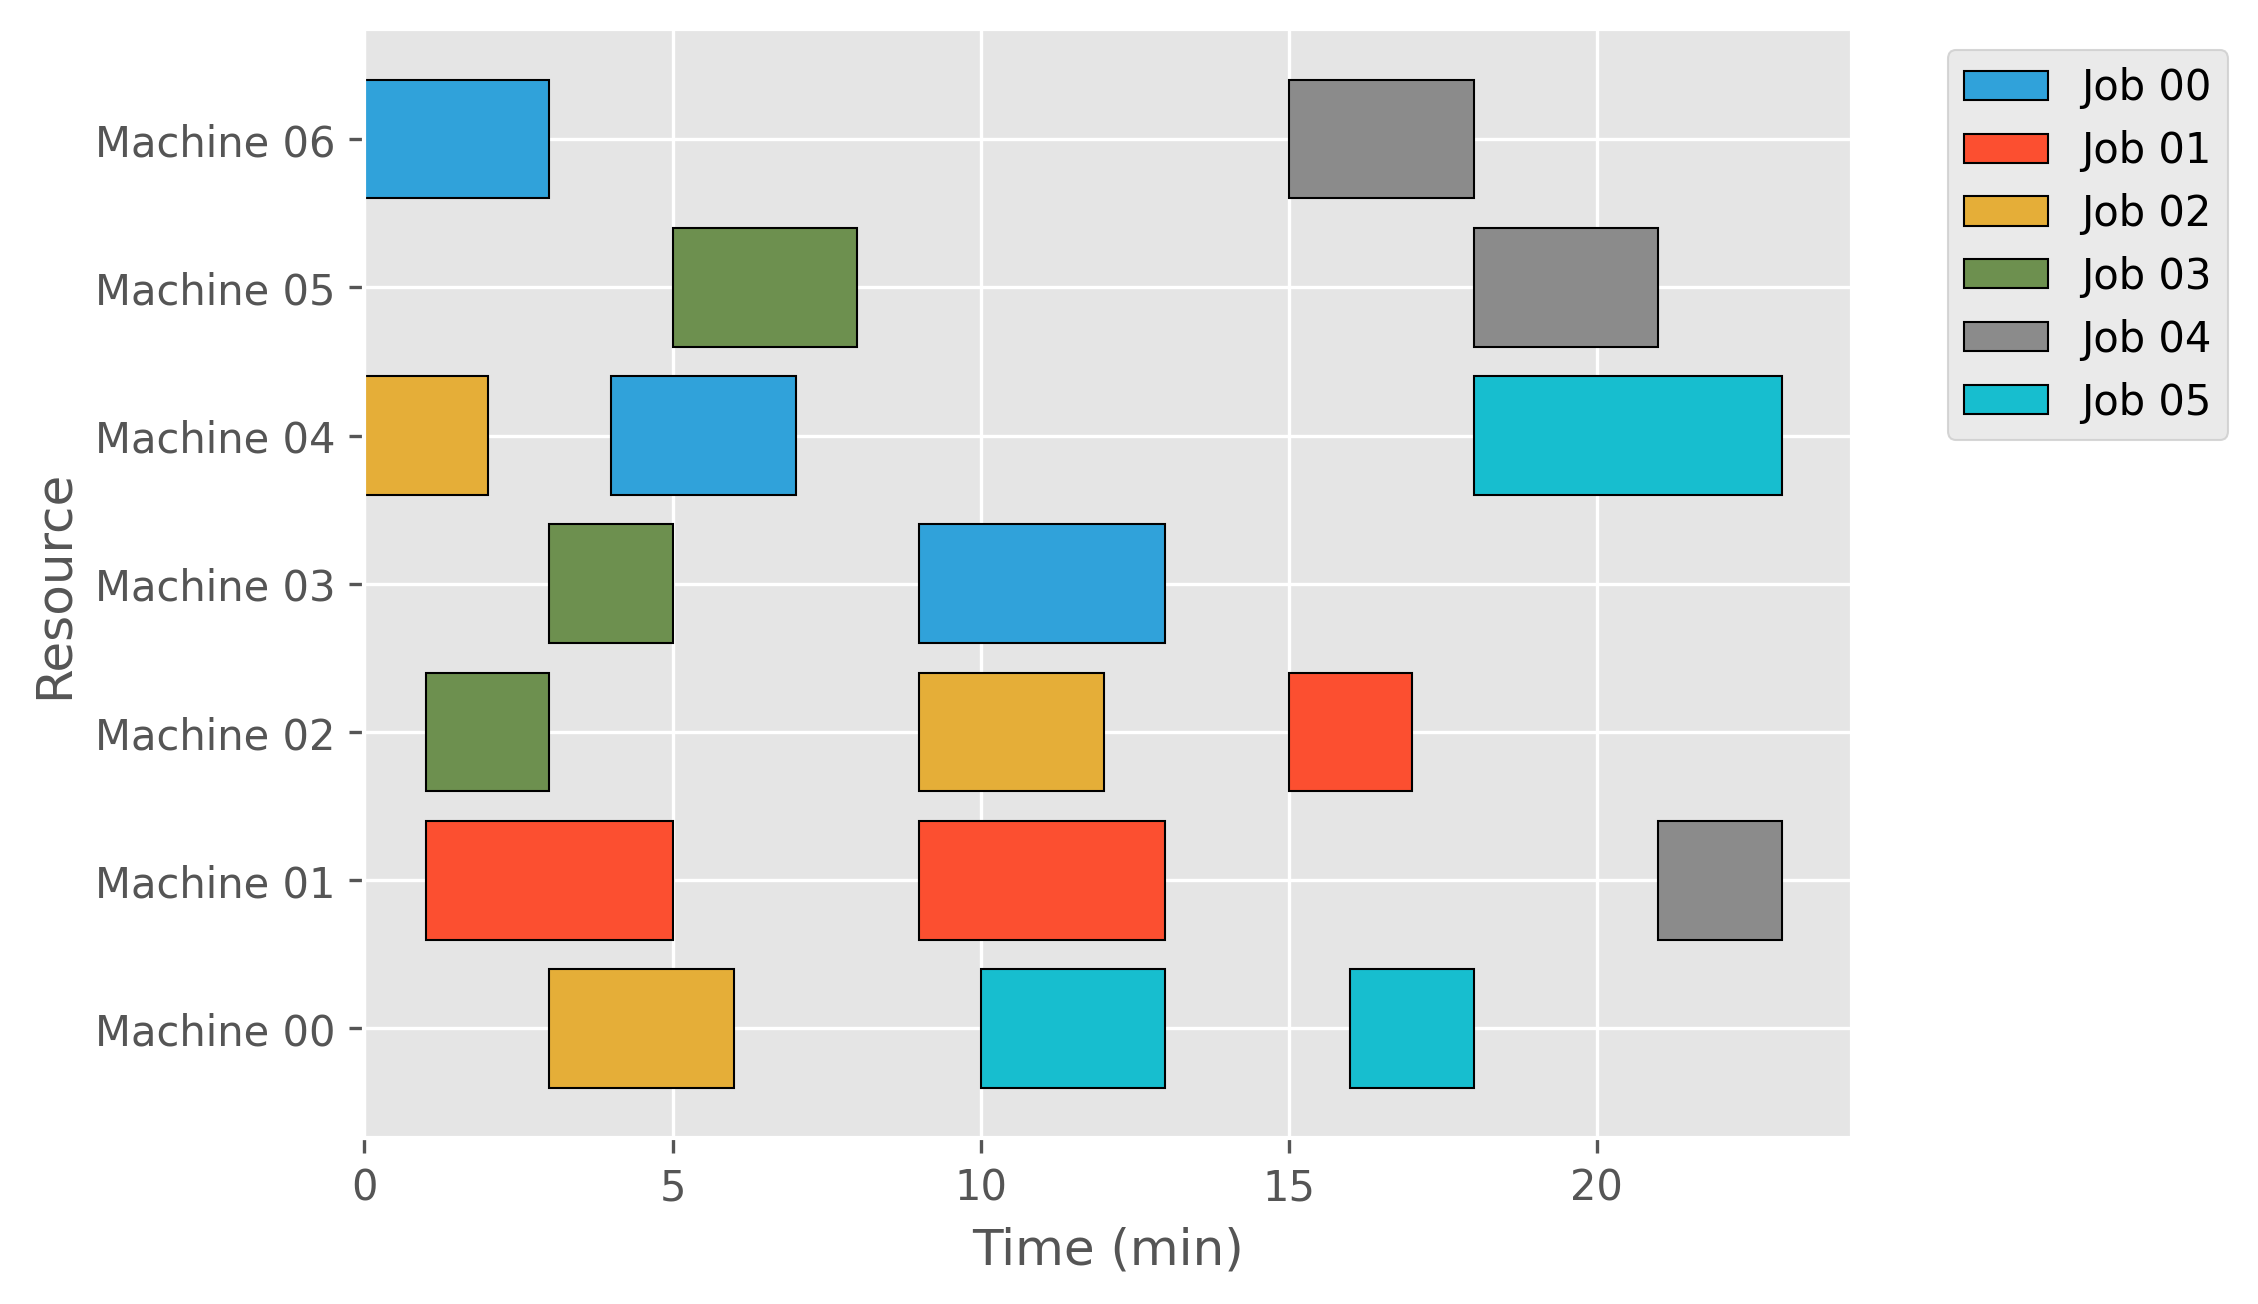 Machine 06
Machine 05
Machine 04
Machine 03
Machine 02
Machine 01
Machine 00
Resource
0 5 10 15 20
Time (min)
Job 00
Job 01
Job 02
Job 03
Job 04
Job 05